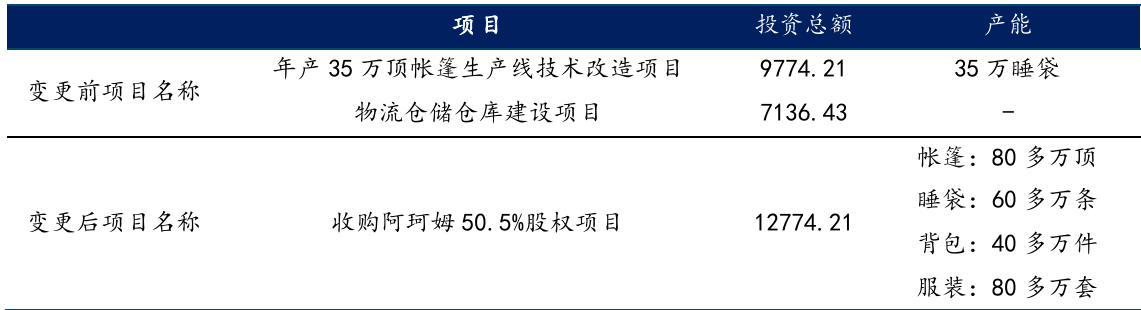 项目 投资总额 产能
变更前项目名称 年产 35 万顶帐篷生产线技术改造项目 9774.21 35 万睡袋
物流仓储仓库建设项目 7136.43 -
变更后项目名称 收购阿珂姆 50.5%股权项目 12774.21 帐篷：80 多万顶
睡袋：60 多万条
背包：40 多万件
服装：80 多万套